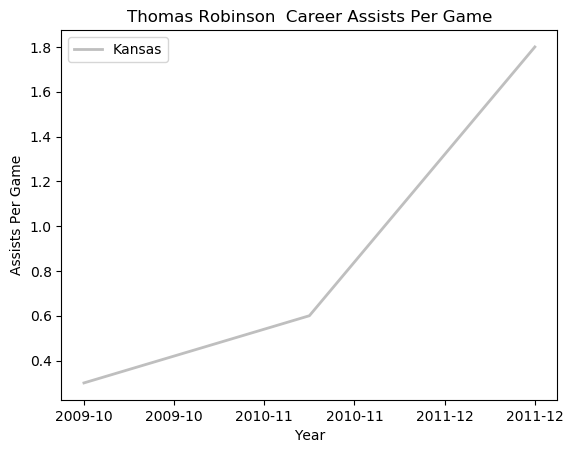 Thomas Robinson  Career Assists Per Game
Kansas
1.8
1.6
1.4
1.2
1.0
0.8
0.6
0.4
Assists Per Game
2009-10 2009-10 2010-11 2010-11 2011-12 2011-12
Year